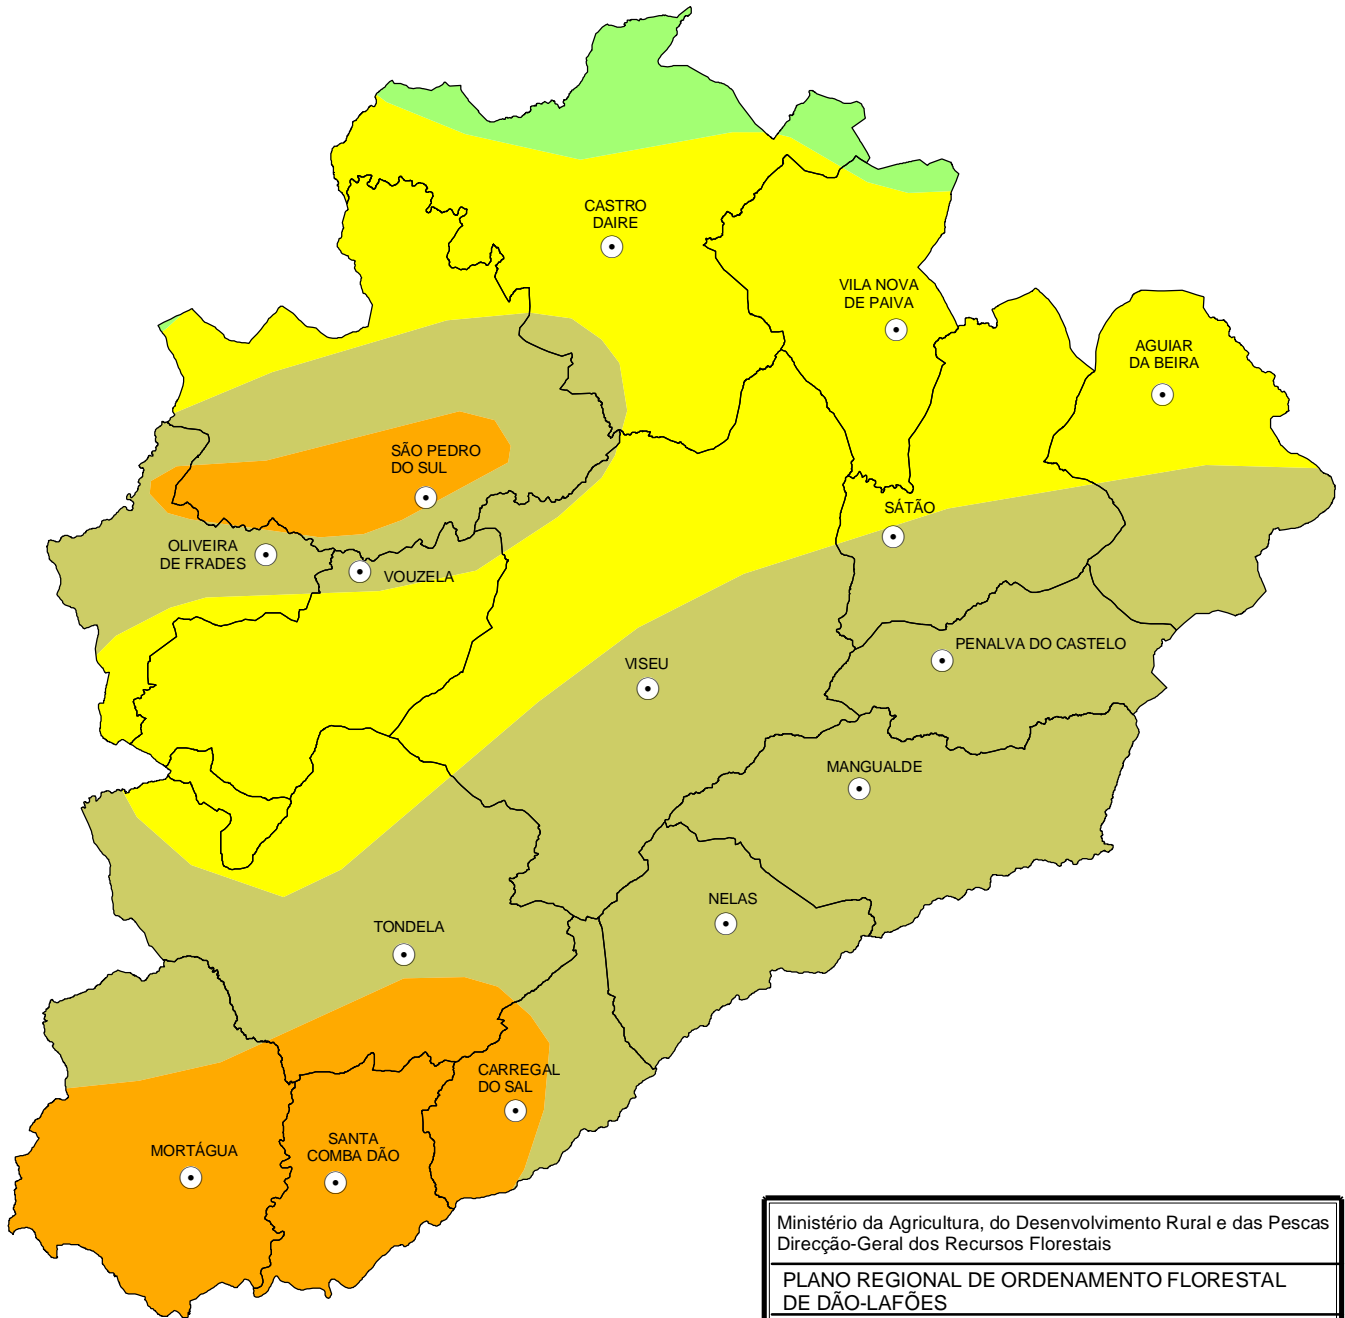 CASTRO
DAIRE
VILA NOVA
DE PAIVA
AGUIAR
DA BEIRA
SÃO PEDRO
DO SUL
SÁTÃO
OLIVEIRA
DE FRADES
VOUZELA
PENALVA DO CASTELO
VISEU
MANGUALDE
NELAS
TONDELA
CARREGAL
DO SAL
MORTÁGUA
SANTA
COMBA DÃO
Ministério da Agricultura, do Desenvolvimento Rural e das Pescas
Direcção-Geral dos Recursos Florestais
PLANO REGIONAL DE ORDENAMENTO FLORESTAL
DE DÃO-LAFÕES